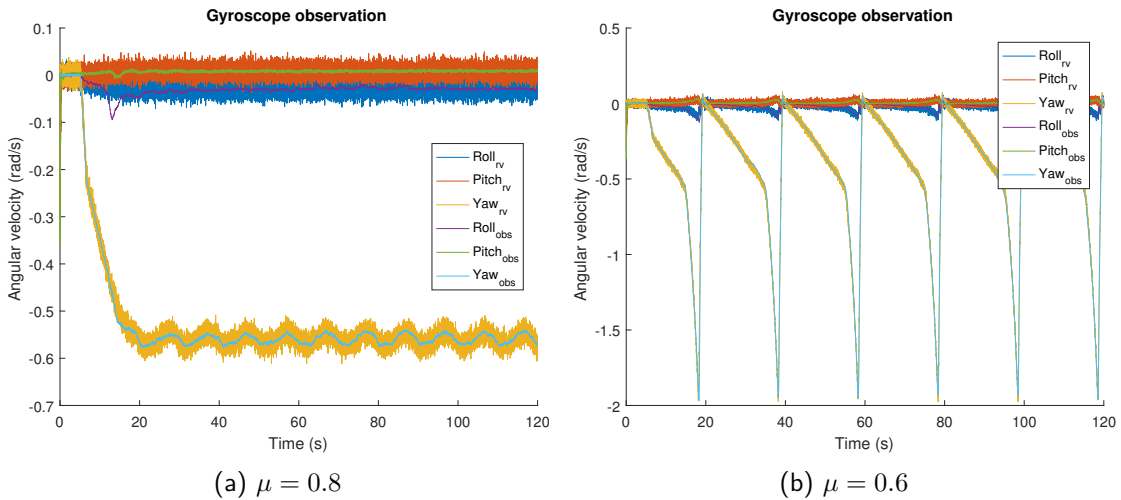 Gyroscope observation
0
-0.1
-0.2
-0.3
-0.4
-0.5
-0.6
-0.7
Angular velocity (rad/s)
0 20 40 60 80 100 120
Time (s)
Roll_rv
Pitch_rv
Yaw_rv
Roll_obs
Pitch_obs
Yaw_obs
(a) μ = 0.8
Gyroscope observation
0.5
0
-0.5
-1
-1.5
-2
Angular velocity (rad/s)
0 20 40 60 80 100 120
Time (s)
Roll_rv
Pitch_rv
Yaw_rv
Roll_obs
Pitch_obs
Yaw_obs
(b) μ = 0.6